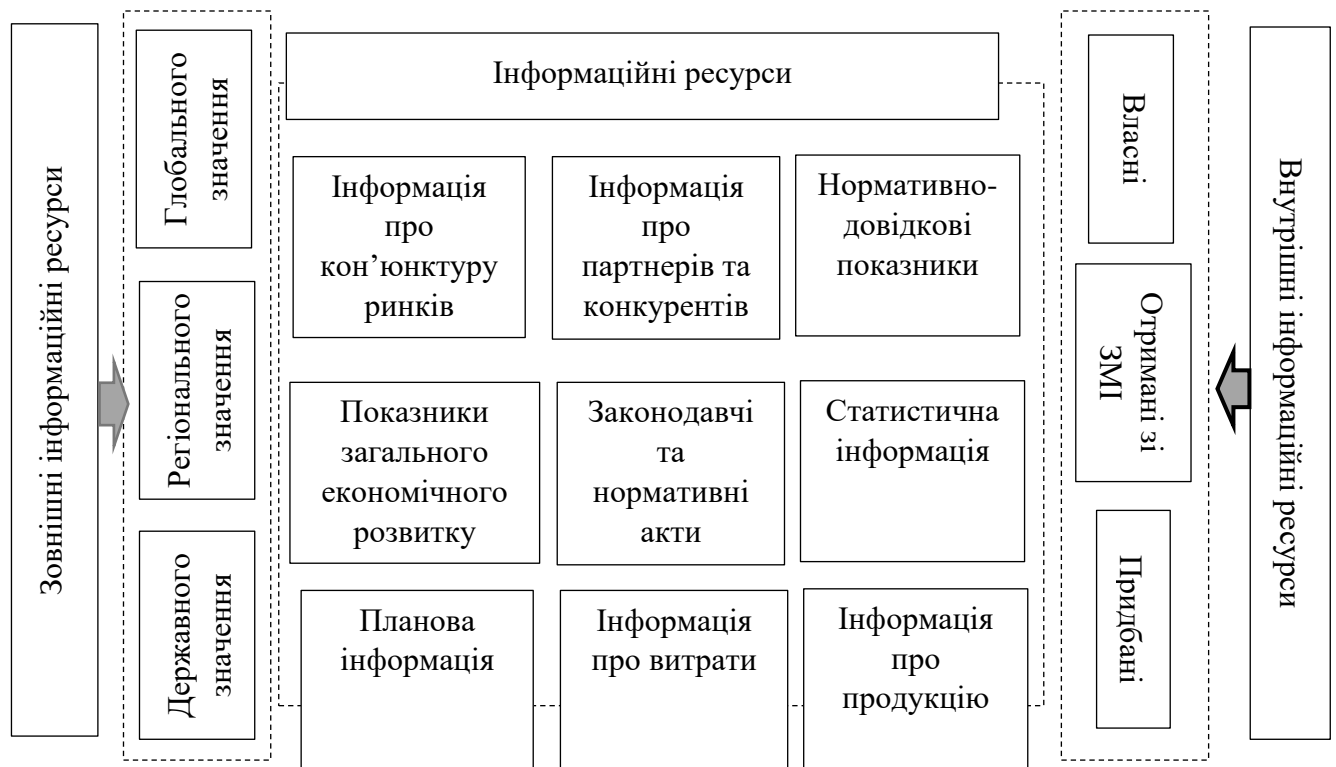 Зовнішні інформаційні ресурси
Глобального
значення
Регіонального
значення
Державного
значення
Інформаційні ресурси
Інформація
про
кон’юнктуру
ринків
Інформація
про
партнерів та
конкурентів
Нормативно-
довідкові
показники
Показники
загального
економічного
розвитку
Законодавчі
та
нормативні
акти
Статистична
інформація
Планова
інформація
Інформація
про витрати
Інформація
про
продукцію
Власні
Отримані зі
ЗМІ
Придбані
Внутрішні інформаційні ресурси